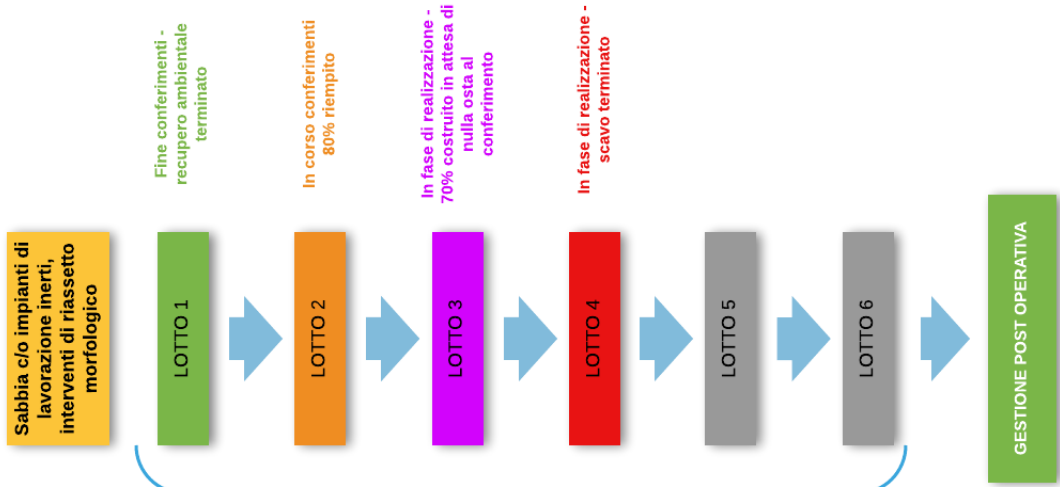 Sabbia c/o impianti di
lavorazione inerti,
interventi di riassetto
morfologico
Fine conferimenti -
recupero ambientale
terminato
LOTTO 1
In corso conferimenti
80% riempito
LOTTO 2
In fase di realizzazione -
70% costruito in attesa di
nulla osta al
conferimento
LOTTO 3
In fase di realizzazione -
scavo terminato
LOTTO 4
LOTTO 5
LOTTO 6
GESTIONE POST OPERATIVA